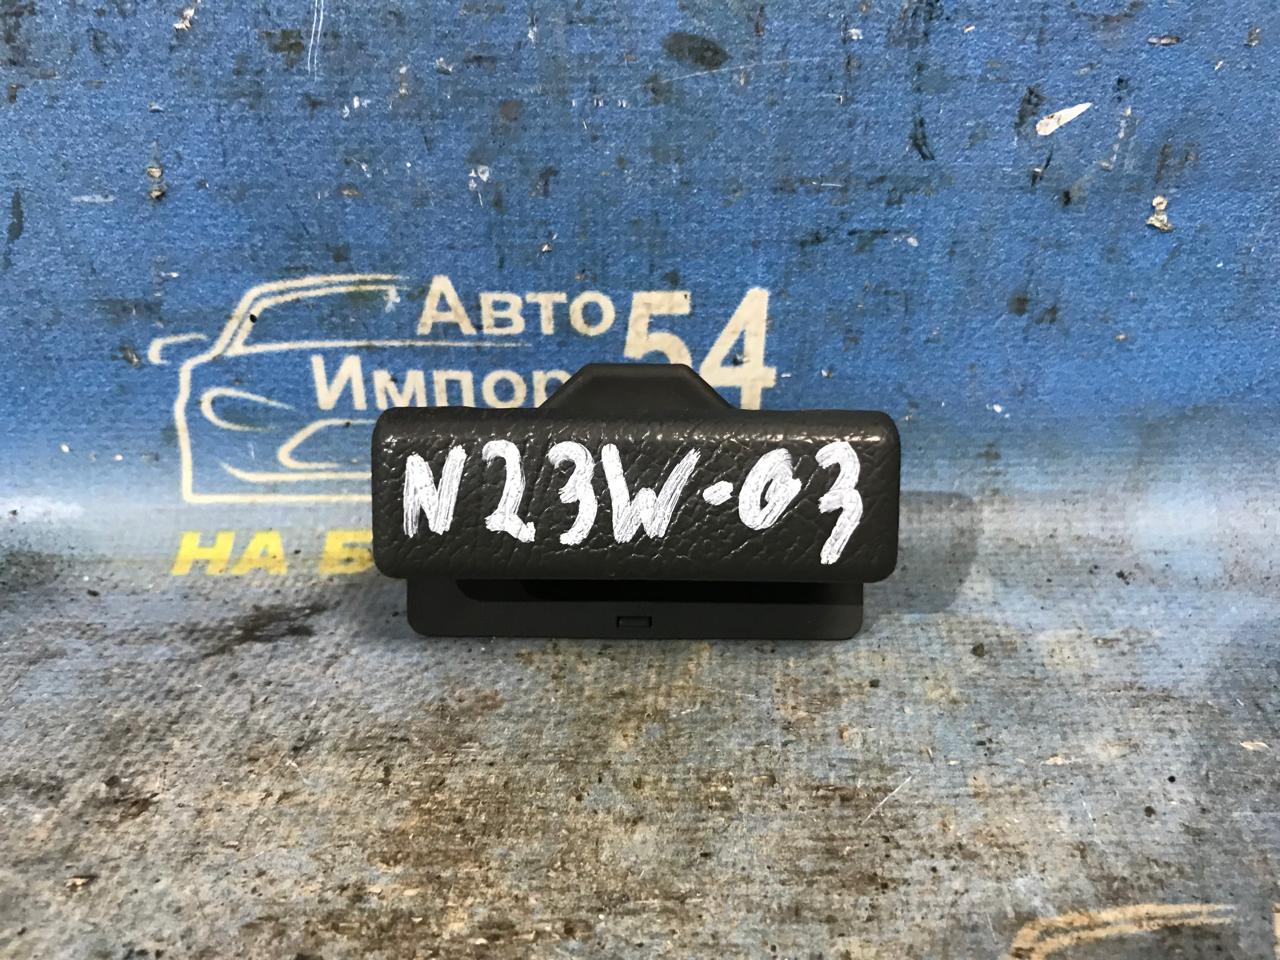 Авто 54
Импор
N23W-03
НА Б